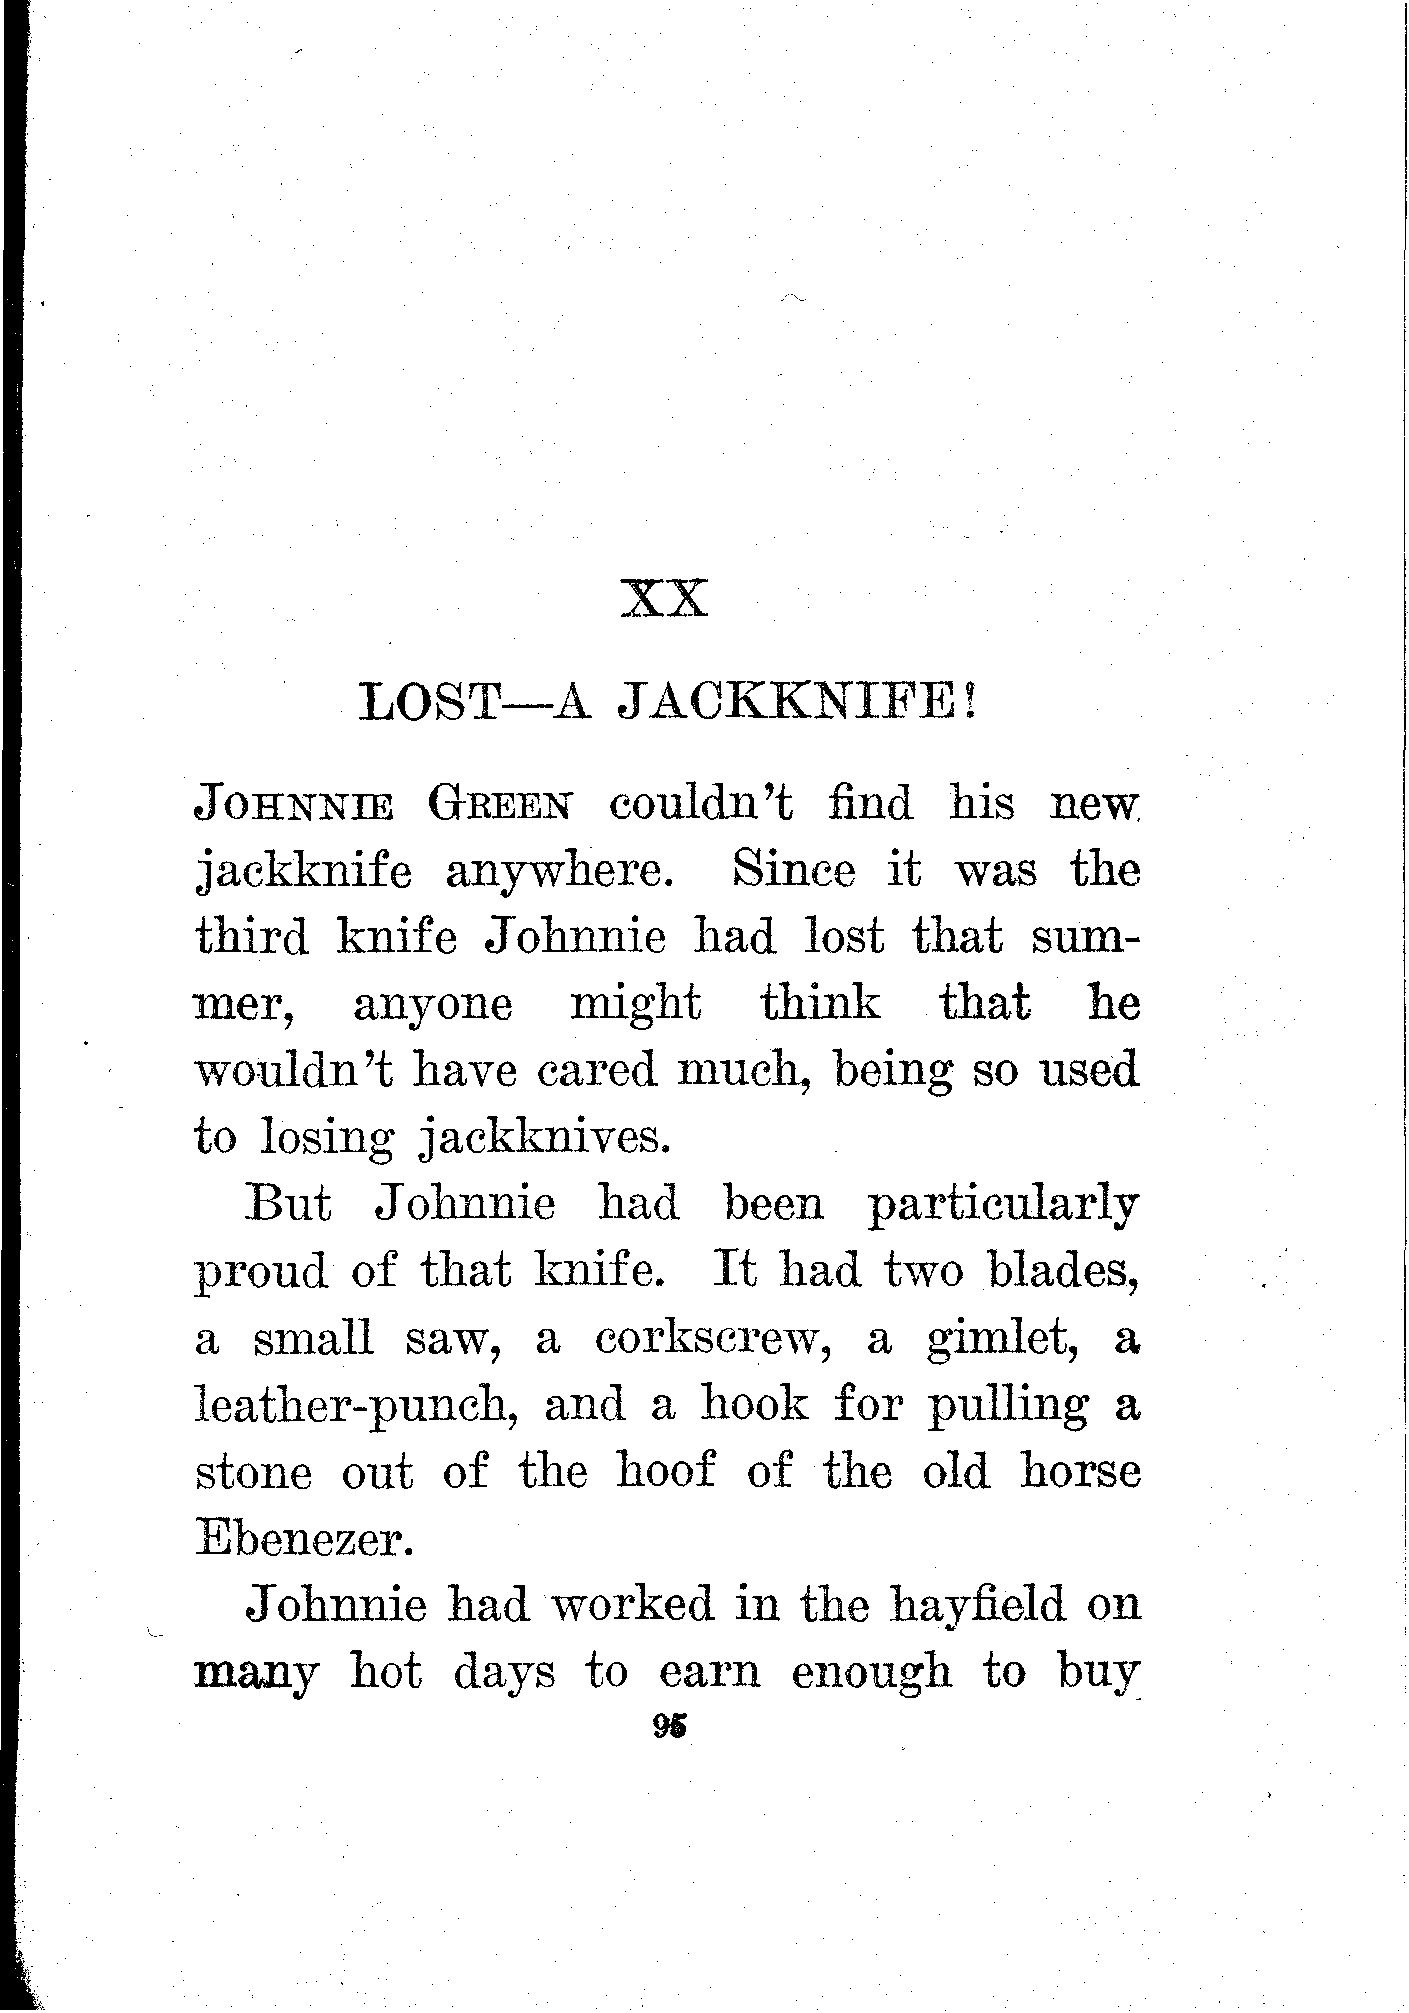 XX
LOST—A JACKKNIFE!
JOHNNIE GREEN couldn't find his new
jackknife anywhere. Since it was the
third knife Johnnie had lost that sum-
mer, anyone might think that he
wouldn't have cared much, being so used
to losing jackknives.
But Johnnie had been particularly
proud of that knife. It had two blades,
a small saw, a corkscrew, a gimlet, a
leather-punch, and a hook for pulling a
stone out of the hoof of the old horse
Ebenezer.
Johnnie had worked in the hayfield on
many hot days to earn enough to buy
95